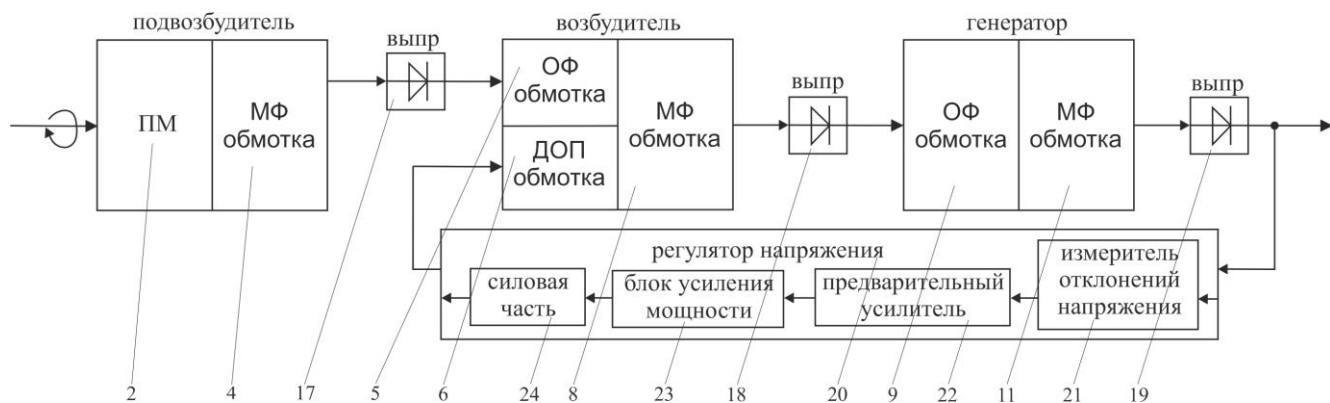 подвозбудитель
возбудитель
генератор
выпр
выпр
выпр
ПМ
МФ
обмотка
ОФ
обмотка
ДОП
обмотка
МФ
обмотка
ОФ
обмотка
МФ
обмотка
регулятор напряжения
силовая
часть
блок усиления
мощности
предварительный
усилитель
измеритель
отклонений
напряжения
2 4 17 5 6 24 8 23 18 20 9 22 11 21 19